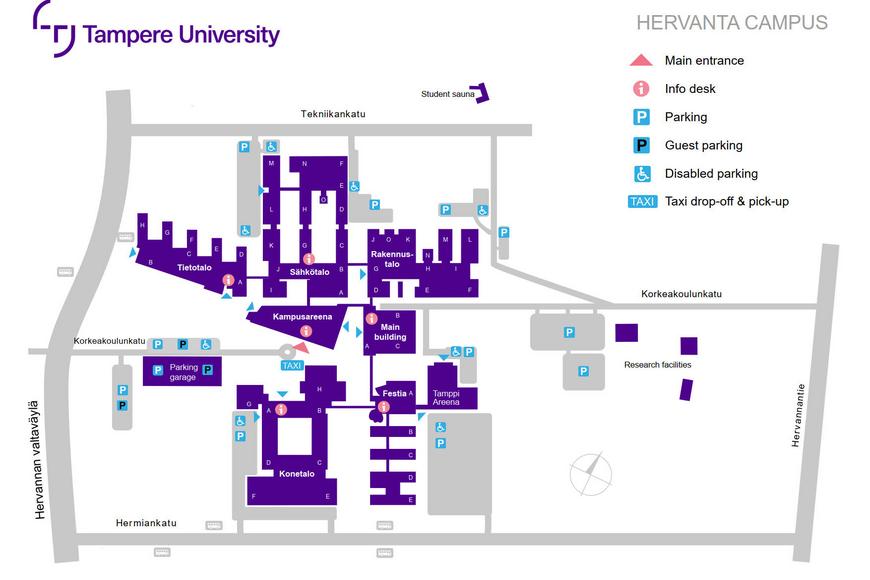 Tampere University
HERVANTA CAMPUS
Main entrance
i Info desk
P Parking
P Guest parking
Disabled parking
TAXI Taxi drop-off & pick-up
Student sauna
Tekniikankatu
P
P
P
P
M
N
F
E
O
L
H
D
H
G
F
E
D
C
B
A
Tietotalo
i
K
G
C
i
J
Sähkötalo
B
I
A
J O K
Rakennus-
talo
M
L
N
G
H
I
D
E
F
Korkeakoulunkatu
Kampusareena
i
i
B
Main
building
A
C
Korkeakoulunkatu
P P
P Parking
garage P
TAXI
P
P
P
P
P
Research facilities
H
G
A
i
B
D
C
Konetalo
F
E
P
Festia A
i
B
C
D
E
Tamppi
Areena
P
P
Hervannan valtaväylä
Hervannantie
Hermiankatu